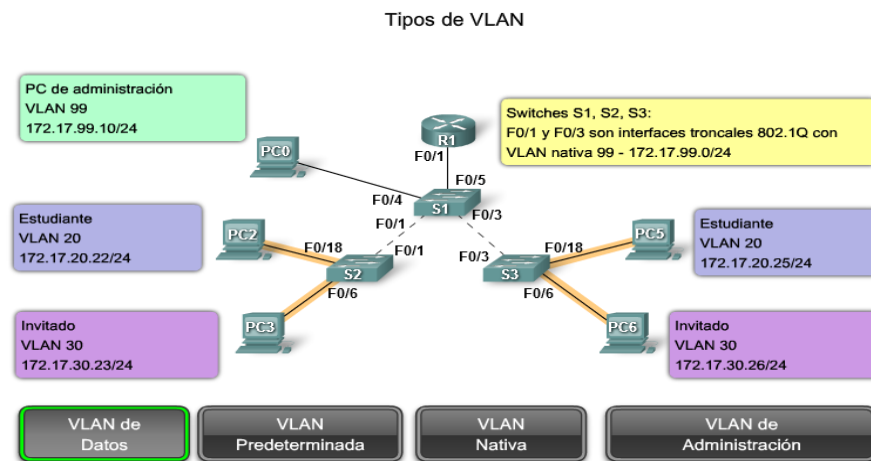 Tipos de VLAN
PC de administración
VLAN 99
172.17.99.10/24
Switches S1, S2, S3:
F0/1 y F0/3 son interfaces troncales 802.1Q con
VLAN nativa 99 - 172.17.99.0/24
R1
F0/1
PC0
F0/4
F0/5
S1
F0/1
F0/3
Estudiante
VLAN 20
172.17.20.22/24
PC2
F0/18
F0/1
S2
F0/6
F0/3
S3
F0/18
F0/6
PC5
Estudiante
VLAN 20
172.17.20.25/24
Invitado
VLAN 30
172.17.30.23/24
PC3
PC6
Invitado
VLAN 30
172.17.30.26/24
VLAN de
Datos
VLAN
Predeterminada
VLAN
Nativa
VLAN de
Administración